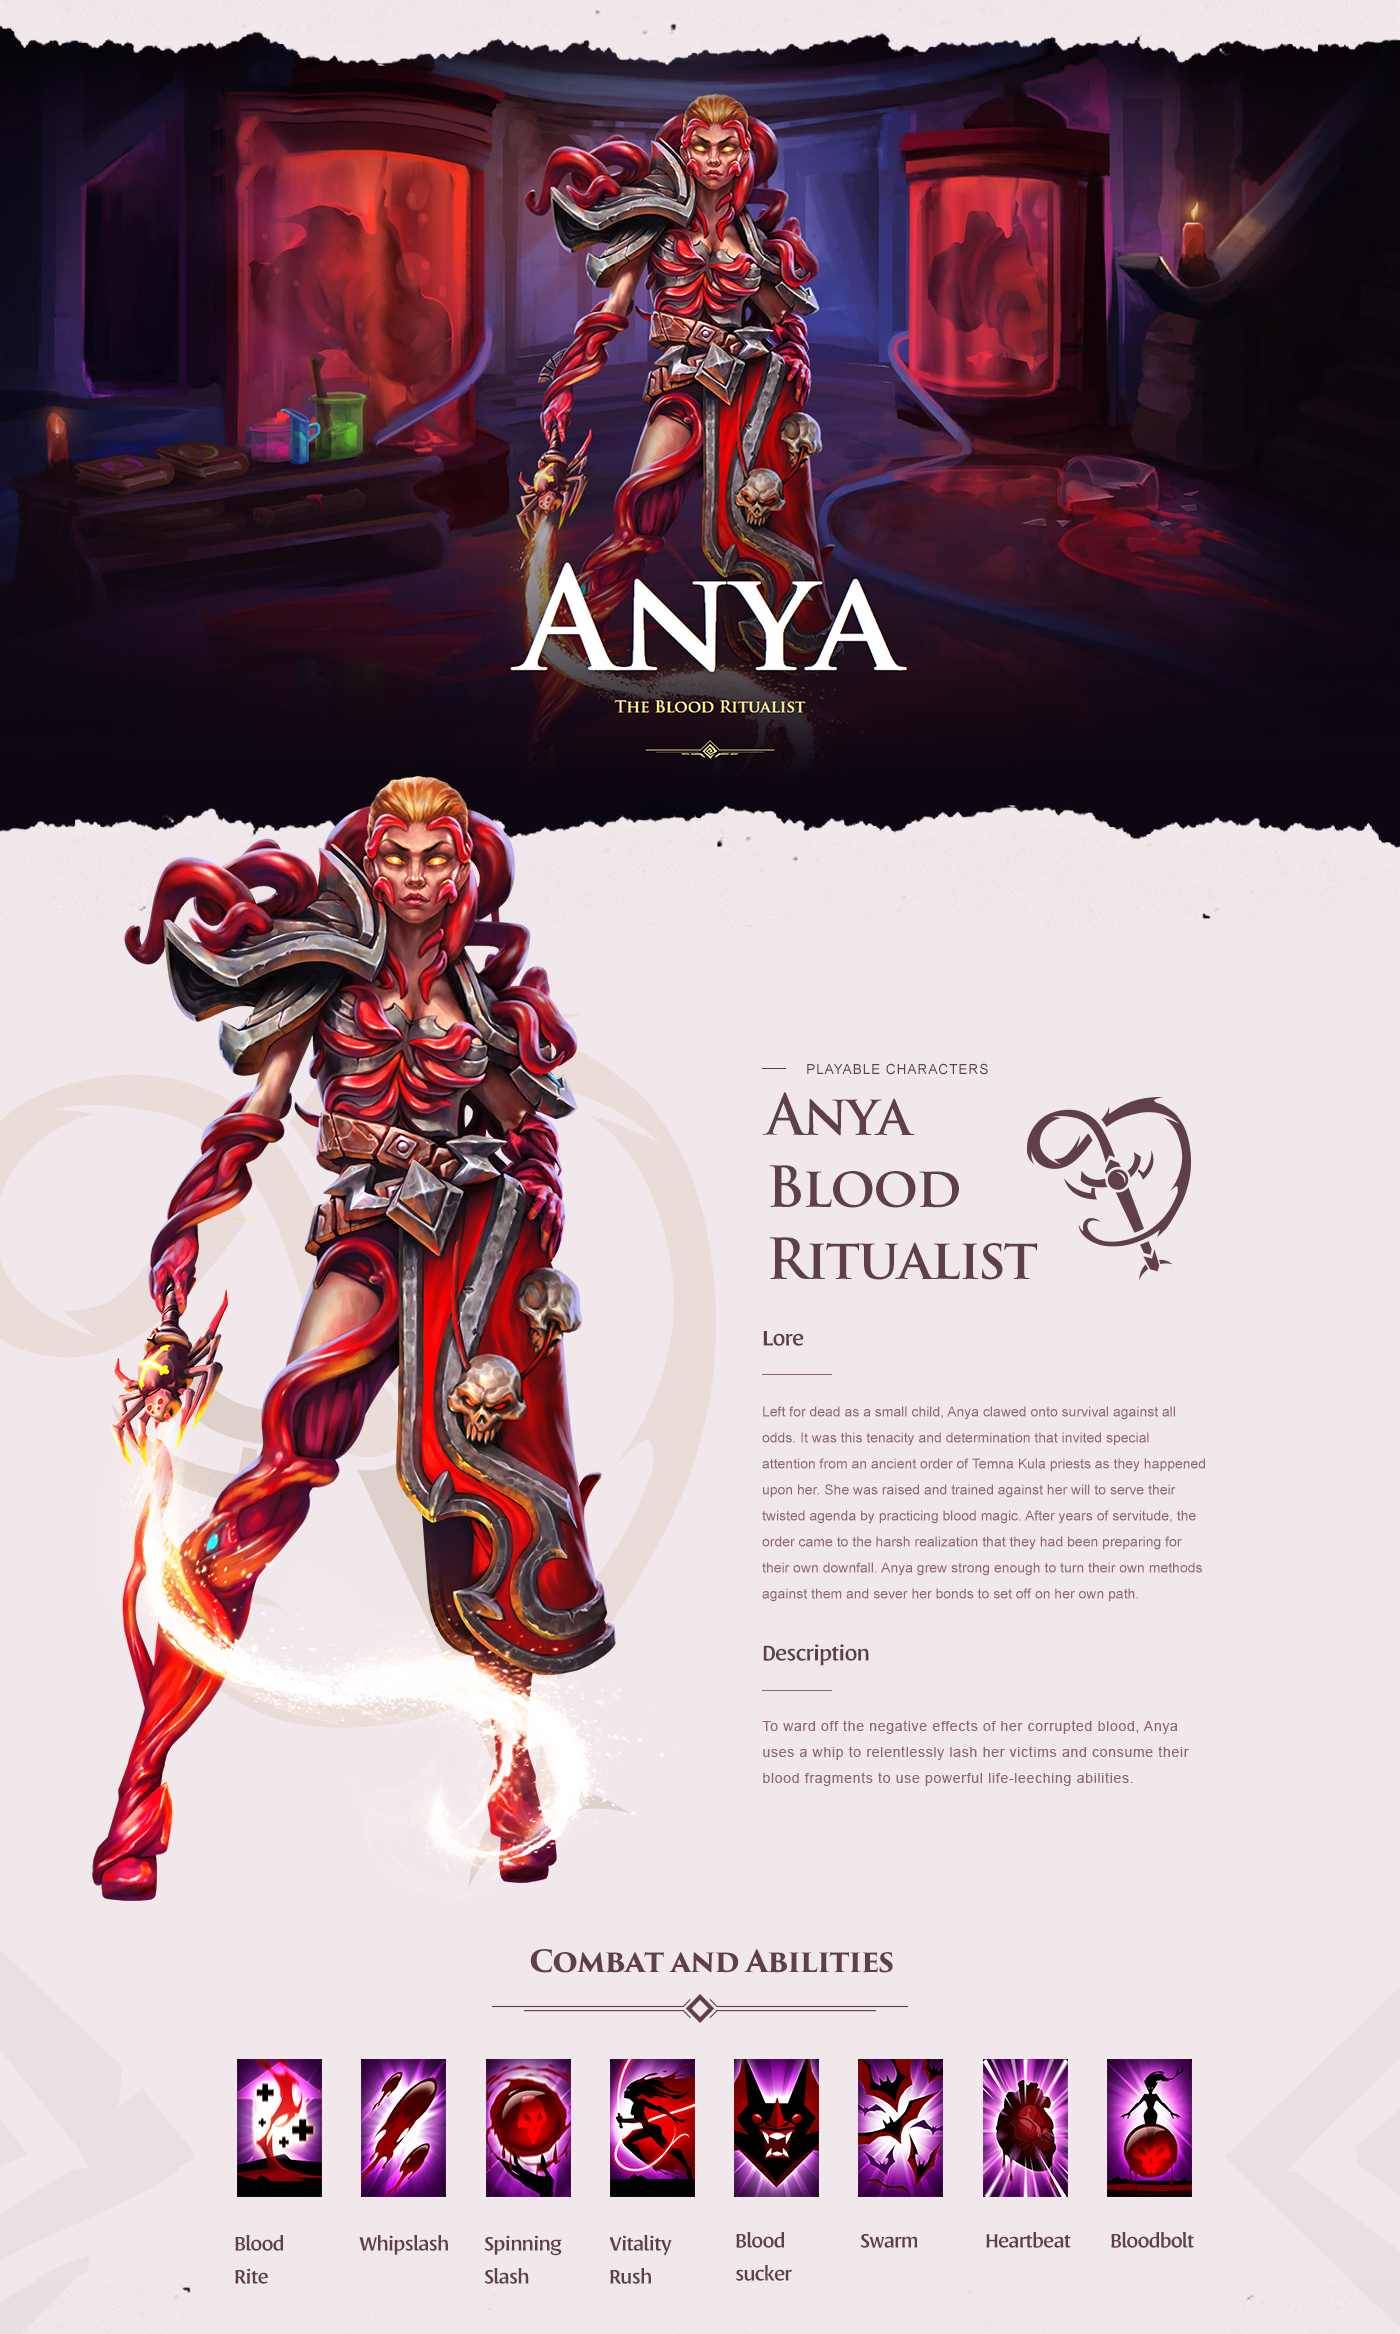 Anya
The Blood Ritualist
PLAYABLE CHARACTERS
Anya
Blood
Ritualist
Lore
Left for dead as a small child, Anya clawed onto survival against all
odds. It was this tenacity and determination that invited special
attention from an ancient order of Temna Kula priests as they happened
upon her. She was raised and trained against her will to serve their
twisted agenda by practicing blood magic. After years of servitude, the
order came to the harsh realization that they had been preparing for
their own downfall. Anya grew strong enough to turn their own methods
against them and sever her bonds to set off on her own path.
Description
To ward off the negative effects of her corrupted blood, Anya
uses a whip to relentlessly lash her victims and consume their
blood fragments to use powerful life-leeching abilities.
Combat and Abilities
Blood
Rite
Whipslash
Spinning
Slash
Vitality
Rush
Blood
sucker
Swarm
Heartbeat
Bloodbolt